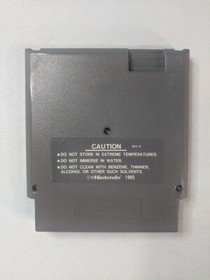 CAUTION
• DO NOT STORE IN EXTREME TEMPERATURES.
• DO NOT IMMERSE IN WATER.
• DO NOT CLEAN WITH BENZENE, THINNER,
ALCOHOL OR OTHER SUCH SOLVENTS.
©Nintendo 1985